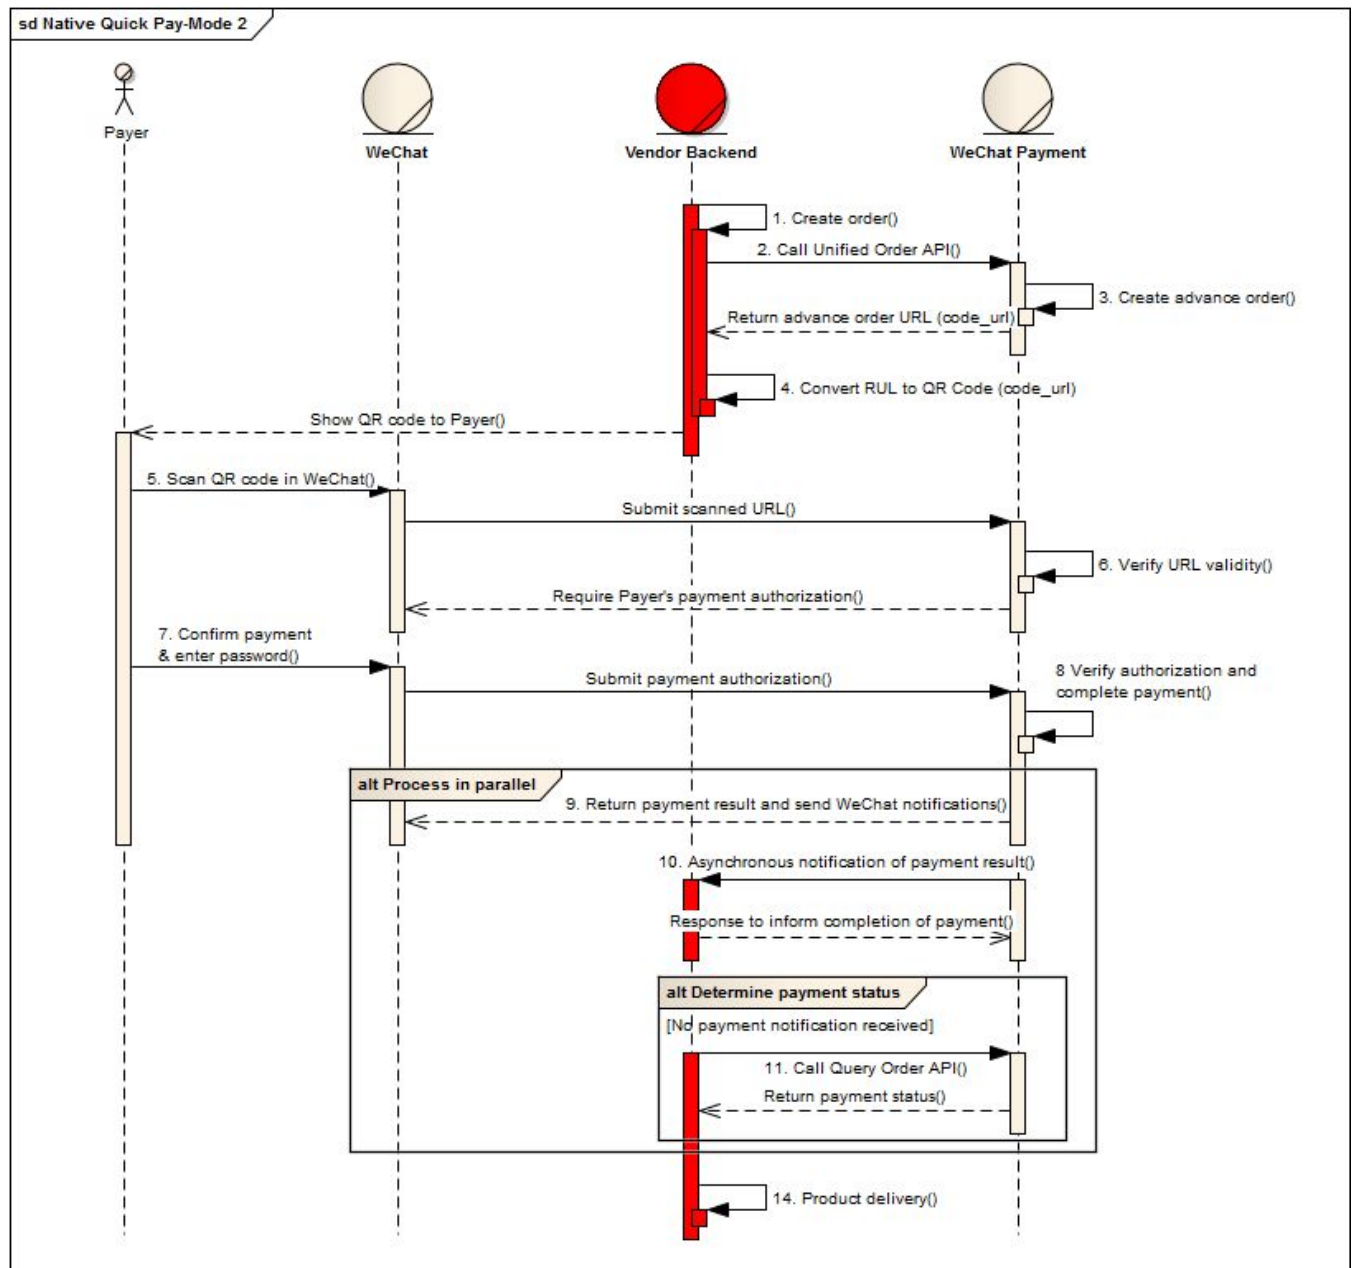 sd Native Quick Pay-Mode 2
Payer
WeChat
Vendor Backend
WeChat Payment
1. Create order()
2. Call Unified Order API()
3. Create advance order()
Return advance order URL (code_url)
4. Convert RUL to QR Code (code_url)
Show QR code to Payer()
5. Scan QR code in WeChat()
Submit scanned URL()
6. Verify URL validity()
Require Payer's payment authorization()
7. Confirm payment
& enter password()
Submit payment authorization()
8 Verify authorization and
complete payment()
alt Process in parallel
9. Return payment result and send WeChat notifications()
10. Asynchronous notification of payment result()
Response to inform completion of payment()
alt Determine payment status
[No payment notification received]
11. Call Query Order API()
Return payment status()
14. Product delivery()